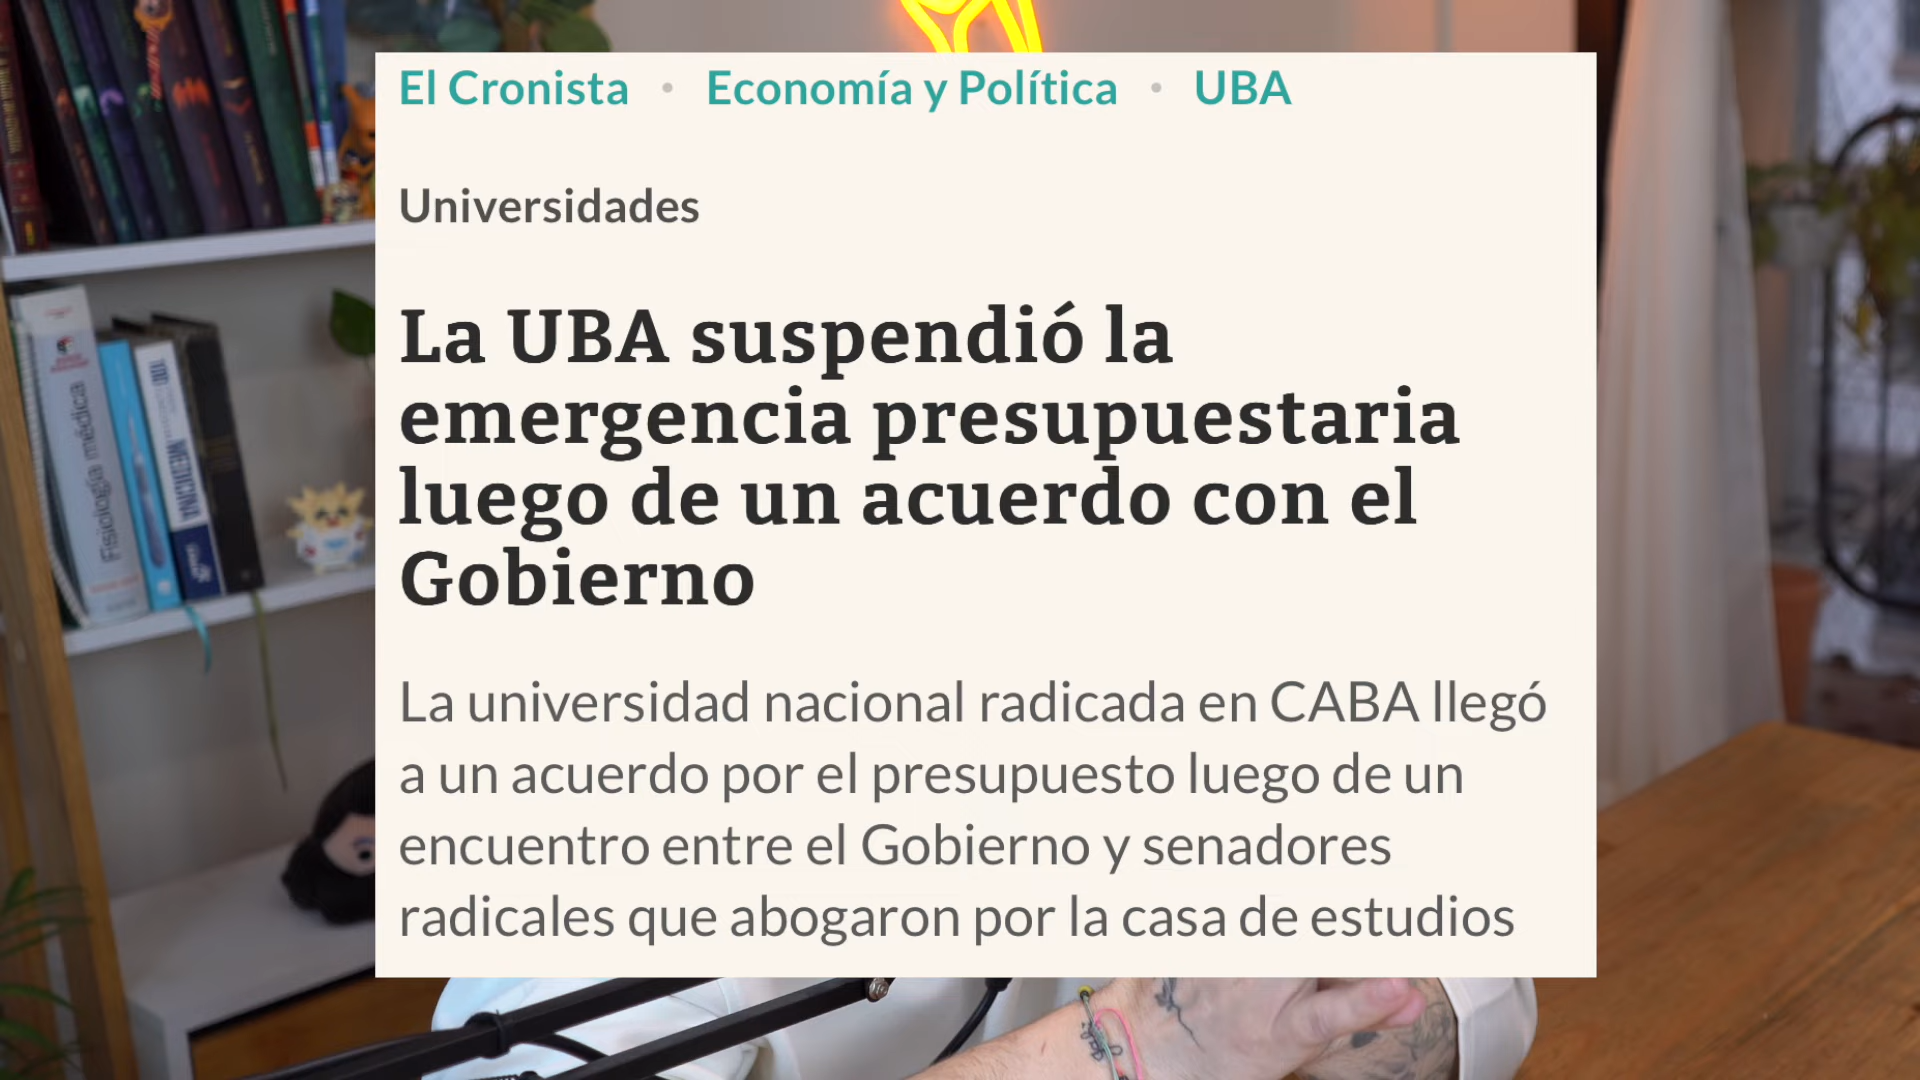 El Cronista • Economía y Política • UBA
Universidades
La UBA suspendió la
emergencia presupuestaria
luego de un acuerdo con el
Gobierno
La universidad nacional radicada en CABA llegó
a un acuerdo por el presupuesto luego de un
encuentro entre el Gobierno y senadores
radicales que abogaron por la casa de estudios
Fisiología médica